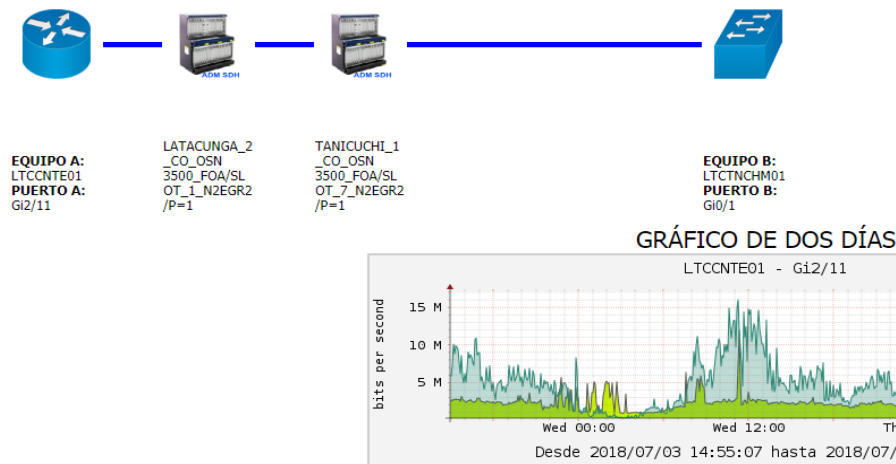 ADM SDH
ADM SDH
EQUIPO A:
LTCCNTE01
PUERTO A:
Gi2/11
LATACUNGA_2
_CO_OSN
3500_FOA/SL
OT_1_N2EGR2
/P=1
TANICUCHI_1
_CO_OSN
3500_FOA/SL
OT_7_N2EGR2
/P=1
EQUIPO B:
LTCTNCHM01
PUERTO B:
Gi0/1
GRÁFICO DE DOS DÍAS
LTCCNTE01 - Gi2/11
bits per second
15 M
10 M
5 M
Wed 00:00
Wed 12:00
Th
Desde 2018/07/03 14:55:07 hasta 2018/07/